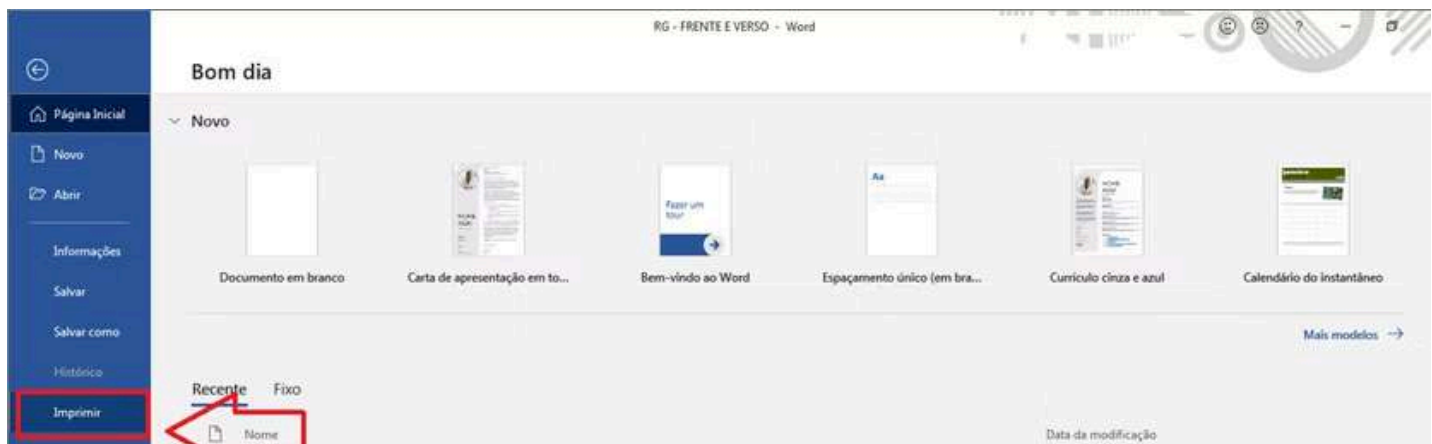 RG - FRENTE E VERSO - Word
?
Bom dia
Página Inicial
Novo
Abrir
Informações
Salvar
Salvar como
Histórico
Imprimir
Novo
Aa
Fazer um
tour
Documento em branco
Carta de apresentação em to...
Bem-vindo ao Word
Espaçamento único (em bra...
Currículo cinza e azul
Calendário do instantâneo
Mais modelos
Recente Fixo
Nome
Data da modificação